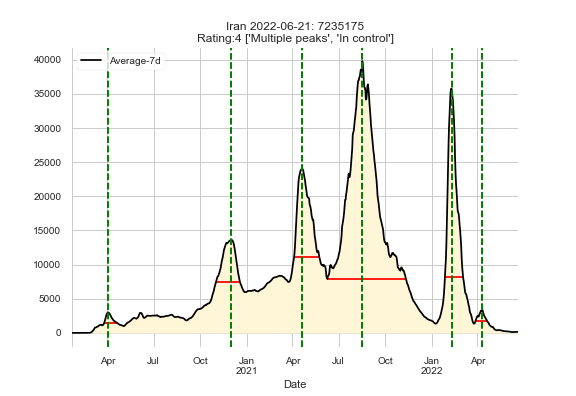 Iran 2022-06-21: 7235175
Rating:4 ['Multiple peaks', 'In control']
Average-7d
40000
35000
30000
25000
20000
15000
10000
5000
0
Apr Jul Oct Jan Apr Jul Oct Jan Apr
2021 2022
Date